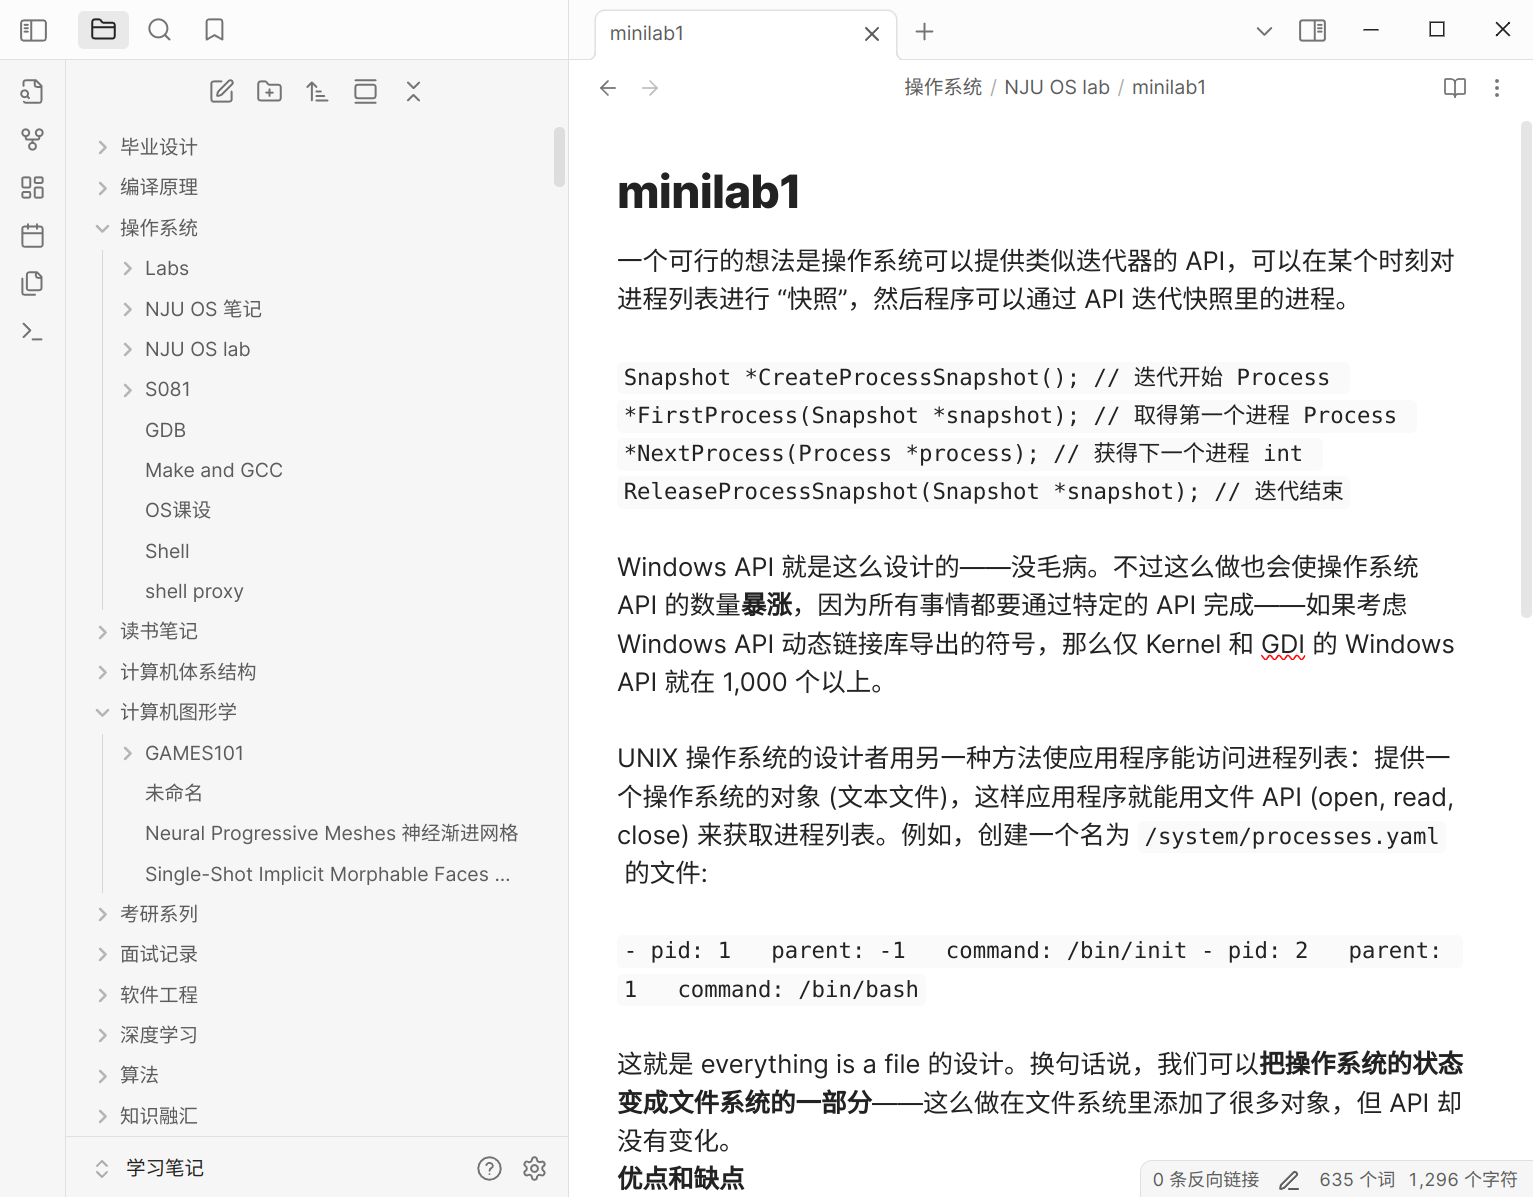 minilab1
操作系统 / NJU OS lab / minilab1
毕业设计
编译原理
操作系统
Labs
NJU OS 笔记
NJU OS lab
S081
GDB
Make and GCC
OS课设
Shell
shell proxy
读书笔记
计算机体系结构
计算机图形学
GAMES101
未命名
Neural Progressive Meshes 神经渐进网格
Single-Shot Implicit Morphable Faces ...
考研系列
面试记录
软件工程
深度学习
算法
知识融汇
学习笔记
minilab1
一个可行的想法是操作系统可以提供类似迭代器的 API，可以在某个时刻对
进程列表进行 “快照”，然后程序可以通过 API 迭代快照里的进程。
Snapshot *CreateProcessSnapshot(); // 迭代开始 Process
*FirstProcess(Snapshot *snapshot); // 取得第一个进程 Process
*NextProcess(Process *process); // 获得下一个进程 int
ReleaseProcessSnapshot(Snapshot *snapshot); // 迭代结束
Windows API 就是这么设计的——没毛病。不过这么做也会使操作系统
API 的数量暴涨，因为所有事情都要通过特定的 API 完成——如果考虑
Windows API 动态链接库导出的符号，那么仅 Kernel 和 GDI 的 Windows
API 就在 1,000 个以上。
UNIX 操作系统的设计者用另一种方法使应用程序能访问进程列表：提供一
个操作系统的对象 (文本文件)，这样应用程序就能用文件 API (open, read,
close) 来获取进程列表。例如，创建一个名为 /system/processes.yaml
的文件:
- pid: 1   parent: -1   command: /bin/init - pid: 2   parent:
1   command: /bin/bash
这就是 everything is a file 的设计。换句话说，我们可以把操作系统的状态
变成文件系统的一部分——这么做在文件系统里添加了很多对象，但 API 却
没有变化。
优点和缺点
0 条反向链接 635 个词 1,296 个字符